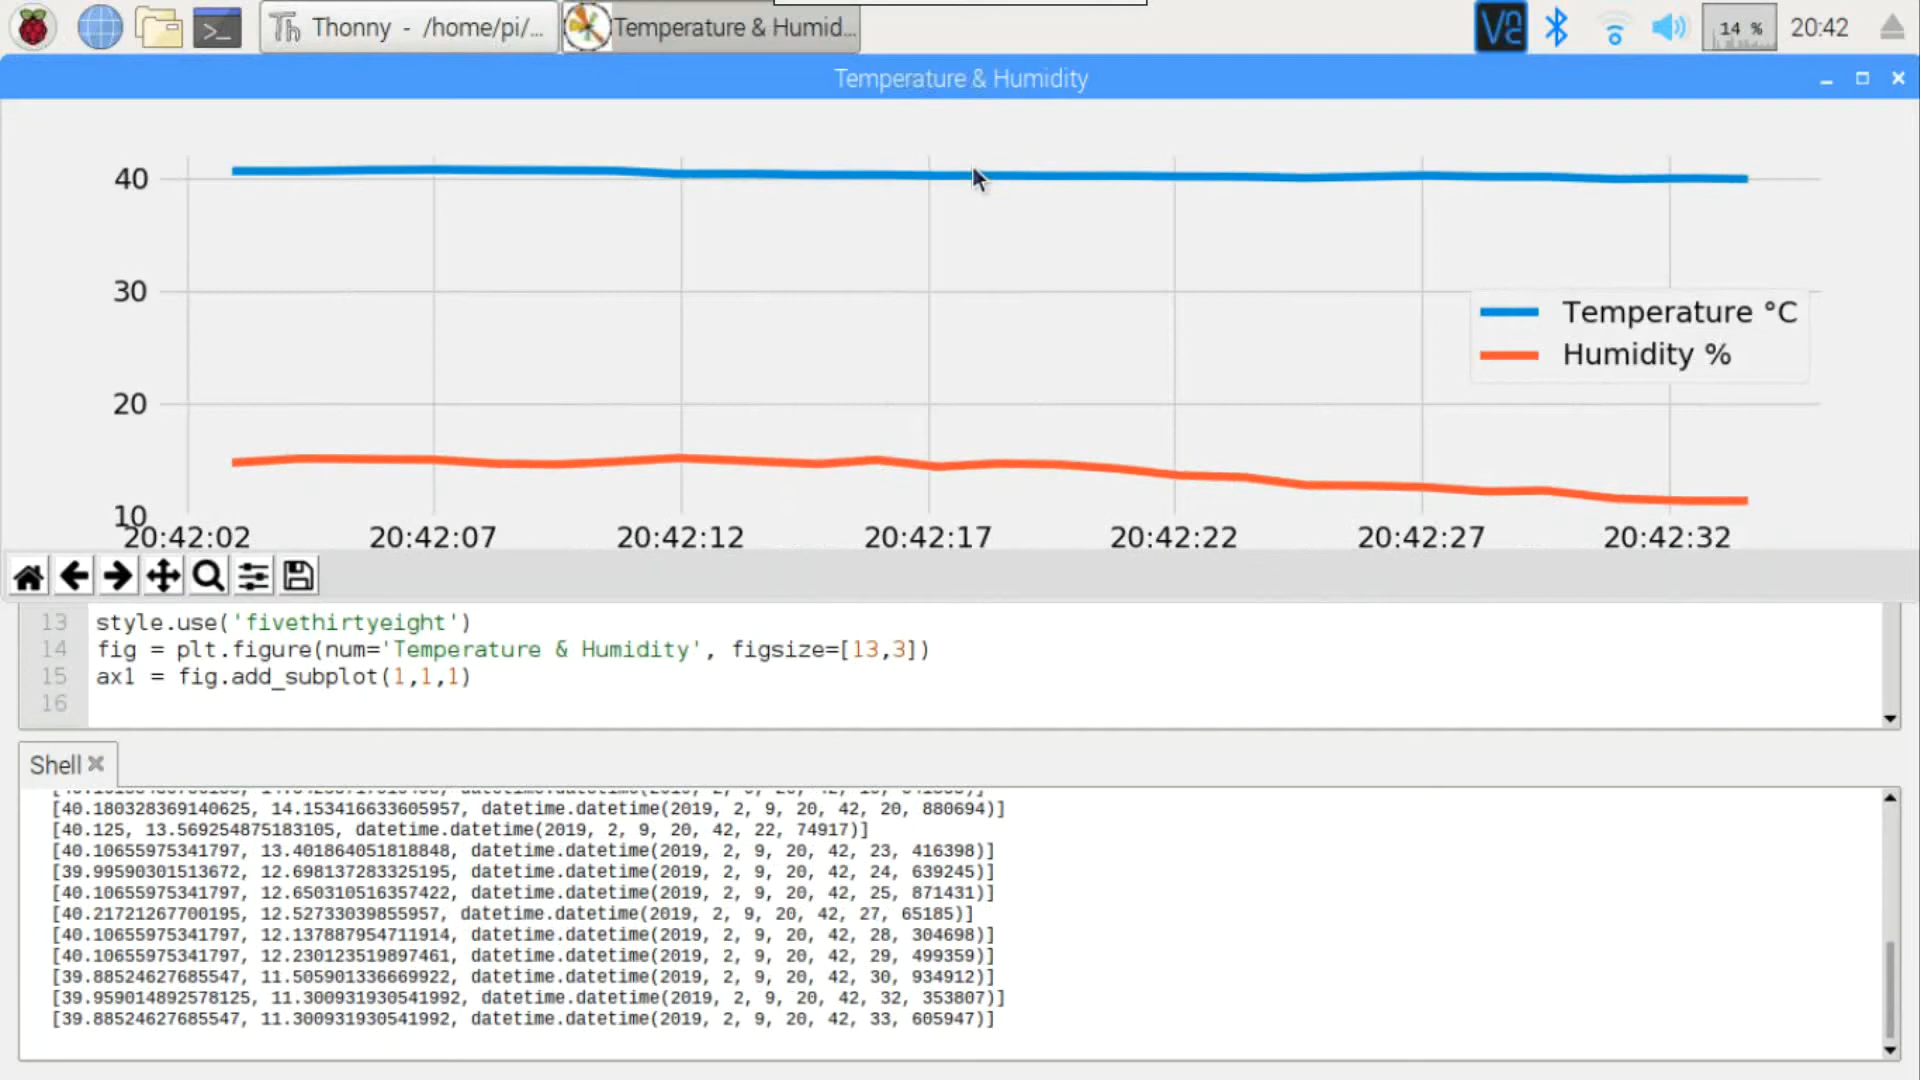 Thonny - /home/pi/...
Temperature & Humid...
14 %
20:42
Temperature & Humidity
40
30
20
10
Temperature °C
Humidity %
20:42:02 20:42:07 20:42:12 20:42:17 20:42:22 20:42:27 20:42:32
13 style.use('fivethirtyeight')
14 fig = plt.figure(num='Temperature & Humidity', figsize=[13,3])
15 ax1 = fig.add_subplot(1,1,1)
16
Shell
[40.180328369140625, 14.153416633605957, datetime.datetime(2019, 2, 9, 20, 42, 20, 880694)]
[40.125, 13.569254875183105, datetime.datetime(2019, 2, 9, 20, 42, 22, 74917)]
[40.10655975341797, 13.401864051818848, datetime.datetime(2019, 2, 9, 20, 42, 23, 416398)]
[39.99590301513672, 12.698137283325195, datetime.datetime(2019, 2, 9, 20, 42, 24, 639245)]
[40.10655975341797, 12.650310516357422, datetime.datetime(2019, 2, 9, 20, 42, 25, 871431)]
[40.21721267700195, 12.52733039855957, datetime.datetime(2019, 2, 9, 20, 42, 27, 65185)]
[40.10655975341797, 12.137887954711914, datetime.datetime(2019, 2, 9, 20, 42, 28, 304698)]
[40.10655975341797, 12.230123519897461, datetime.datetime(2019, 2, 9, 20, 42, 29, 499359)]
[39.88524627685547, 11.505901336669922, datetime.datetime(2019, 2, 9, 20, 42, 30, 934912)]
[39.959014892578125, 11.300931930541992, datetime.datetime(2019, 2, 9, 20, 42, 32, 353807)]
[39.88524627685547, 11.300931930541992, datetime.datetime(2019, 2, 9, 20, 42, 33, 605947)]